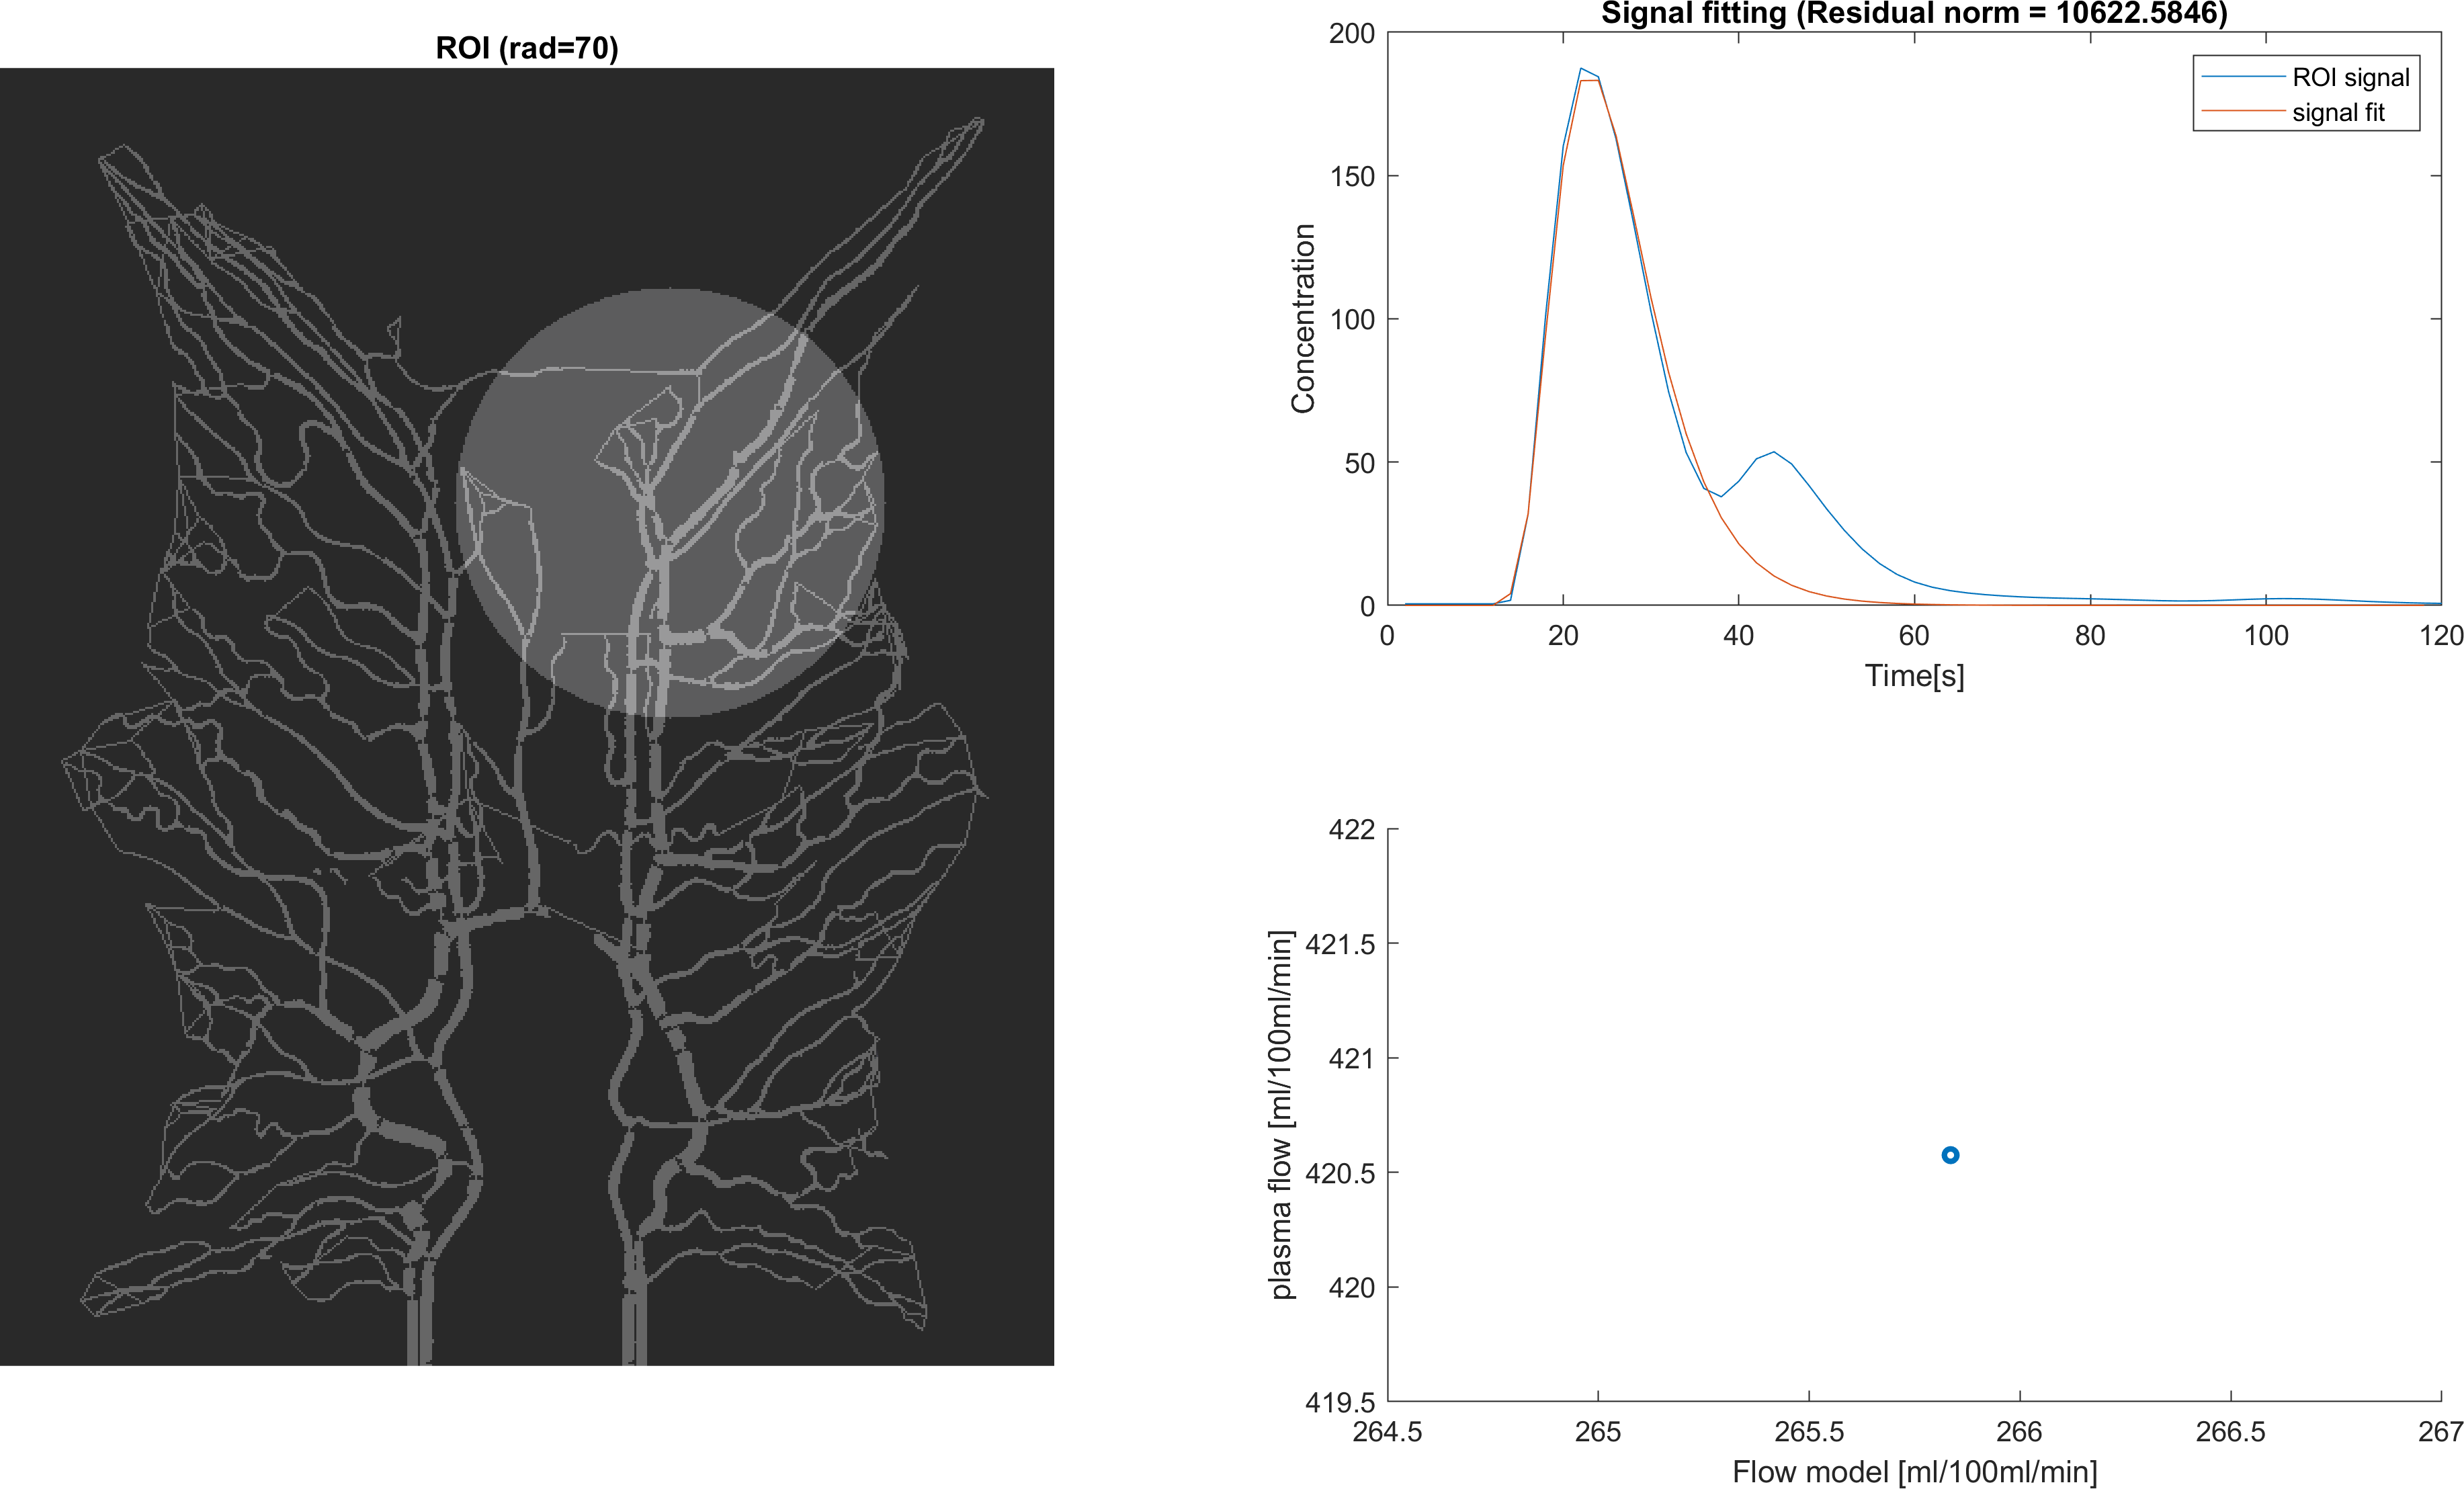 ROI (rad=70)
Signal fitting (Residual norm = 10622.5846)
200
150
100
50
0
Concentration
ROI signal
signal fit
0 20 40 60 80 100 120
Time[s]
422
421.5
421
420.5
420
419.5
plasma flow [ml/100ml/min]
264.5 265 265.5 266 266.5 267
Flow model [ml/100ml/min]